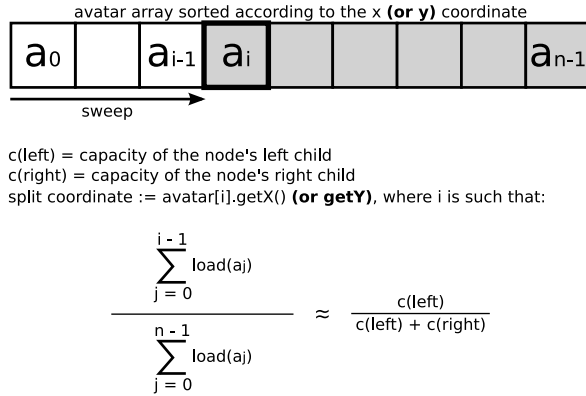 avatar array sorted according to the x (or y) coordinate
a0 ai-1 ai an-1
sweep
c(left) = capacity of the node's left child
c(right) = capacity of the node's right child
split coordinate := avatar[i].getX() (or getY), where i is such that:
i - 1
∑ load(aj)
j = 0
n - 1
∑ load(aj)
j = 0
≈
c(left)
c(left) + c(right)